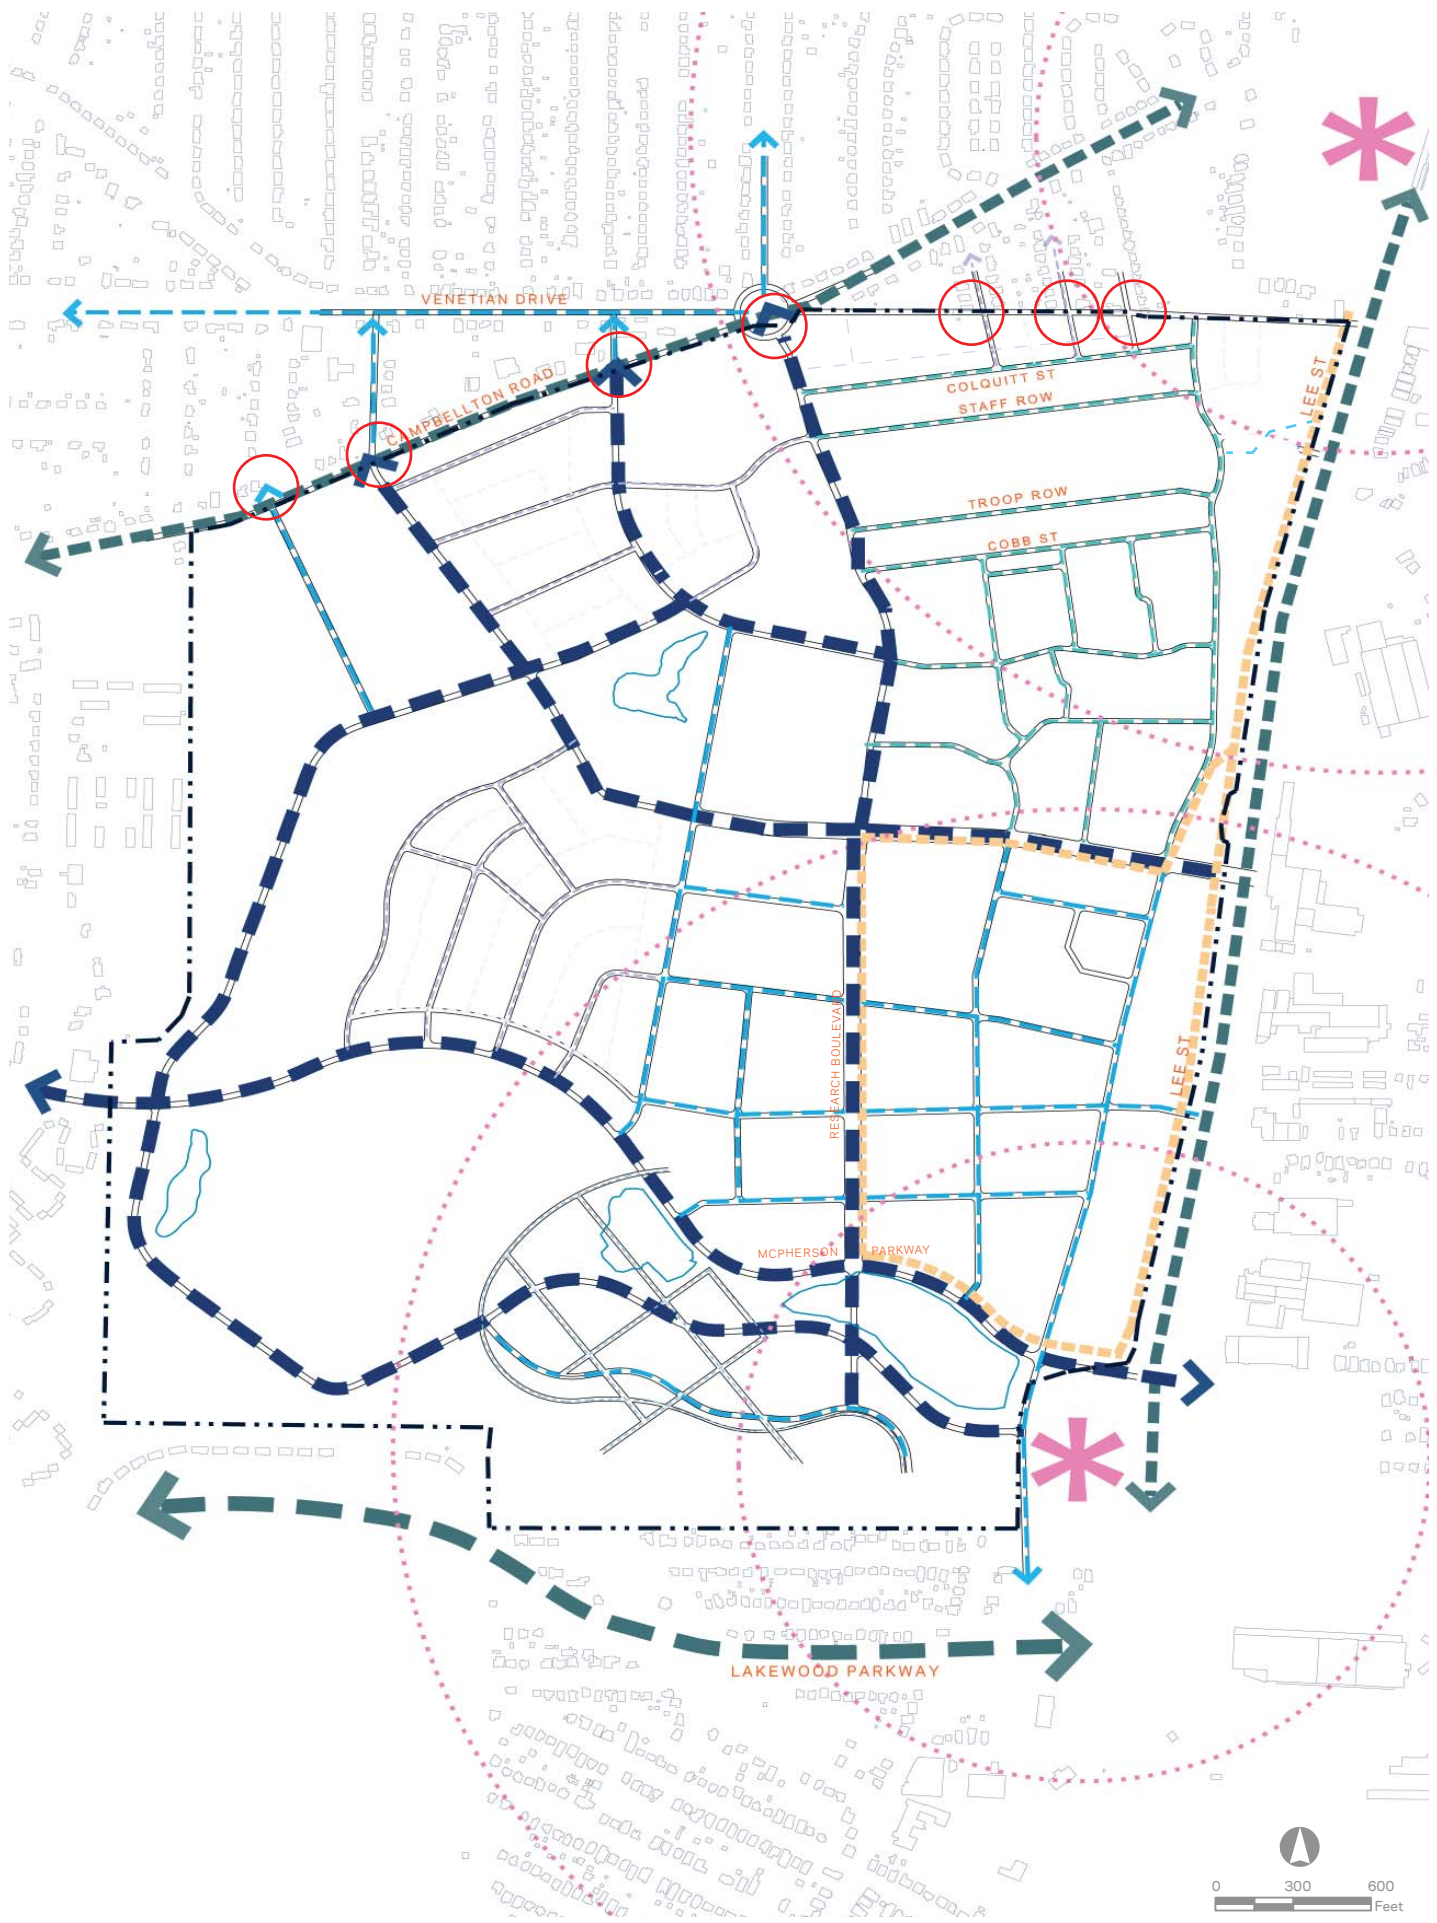 VENETIAN DRIVE
CAMPBELLTON ROAD
COLQUITT ST
STAFF ROW
LEE ST
TROOP ROW
COBB ST
RESEARCH BOULEVARD
LEE ST
MCPHERSON PARKWAY
LAKEWOOD PARKWAY
0 300 600
Feet